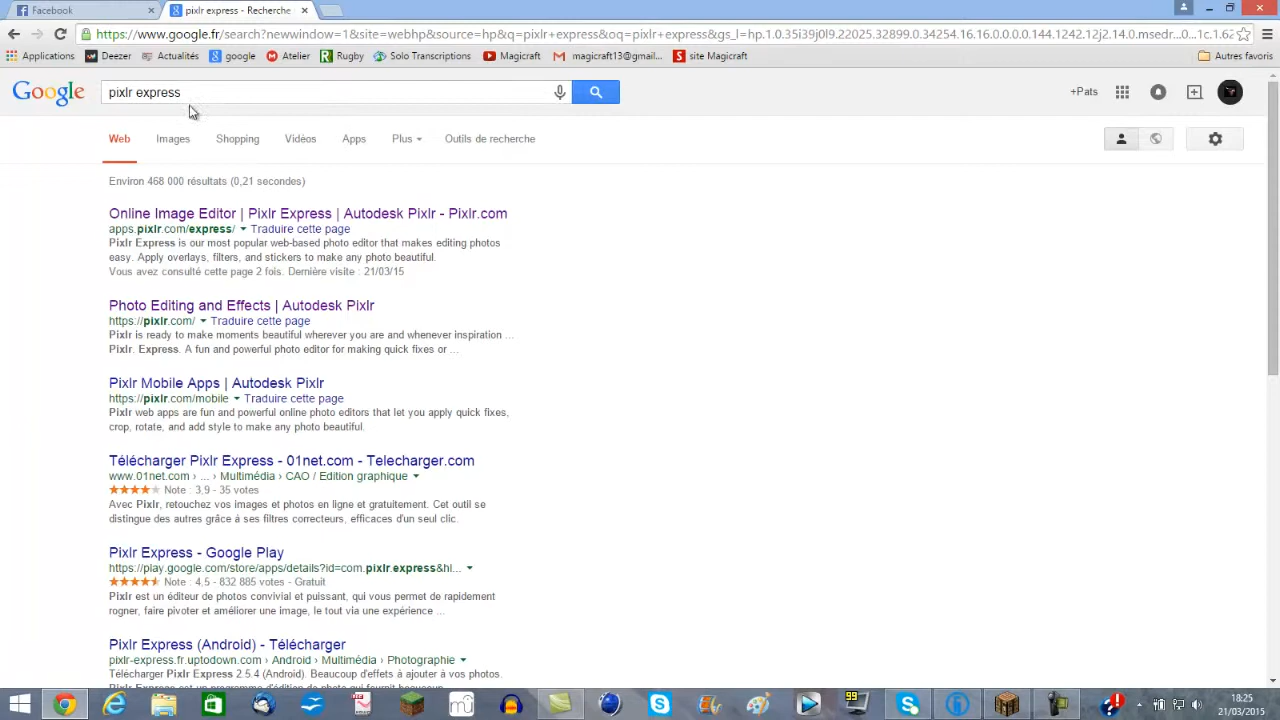 Facebook
pixlr express - Recherche
https://www.google.fr/search?newwindow=1&site=webhp&source=hp&q=pixlr+express&oq=pixlr+express&gs_l=hp.1.0.35i39j0l9.22025.32899.0.34254.16.16.0.0.0.0.144.1242.12j2.14.0.msedr...0...1c.1.62
Applications
Deezer
Actualités
google
Atelier
Rugby
Solo Transcriptions
Magicraft
magicraft13@gmail...
site Magicraft
Autres favoris
Google
pixlr express
+Pats
Web
Images
Shopping
Vidéos
Apps
Plus
Outils de recherche
Environ 468 000 résultats (0,21 secondes)
Online Image Editor | Pixlr Express | Autodesk Pixlr - Pixlr.com
apps.pixlr.com/express/ Traduire cette page
Pixlr Express is our most popular web-based photo editor that makes editing photos
easy. Apply overlays, filters, and stickers to make any photo beautiful.
Vous avez consulté cette page 2 fois. Dernière visite : 21/03/15
Photo Editing and Effects | Autodesk Pixlr
https://pixlr.com/ Traduire cette page
Pixlr is ready to make moments beautiful wherever you are and whenever inspiration ...
Pixlr. Express. A fun and powerful photo editor for making quick fixes or ...
Pixlr Mobile Apps | Autodesk Pixlr
https://pixlr.com/mobile Traduire cette page
Pixlr web apps are fun and powerful online photo editors that let you apply quick fixes,
crop, rotate, and add style to make any photo beautiful.
Télécharger Pixlr Express - 01net.com - Telecharger.com
www.01net.com › ... › Multimédia › CAO / Edition graphique
Note : 3,9 - 35 votes
Avec Pixlr, retouchez vos images et photos en ligne et gratuitement. Cet outil se
distingue des autres grâce à ses filtres correcteurs, efficaces d'un seul clic.
Pixlr Express - Google Play
https://play.google.com/store/apps/details?id=com.pixlr.express&hl...
Note : 4,5 - 832 885 votes - Gratuit
Pixlr est un éditeur de photos convivial et puissant, qui vous permet de rapidement
rogner, faire pivoter et améliorer une image, le tout via une expérience ...
Pixlr Express (Android) - Télécharger
pixlr-express.fr.uptodown.com › Android › Multimédia › Photographie
Télécharger Pixlr Express 2.5.4 (Android). Beaucoup d'effets à ajouter à vos photos.
Pixlr Express est un programme d'édition de photo qui fournit beaucoup
99
18:25
21/03/2015